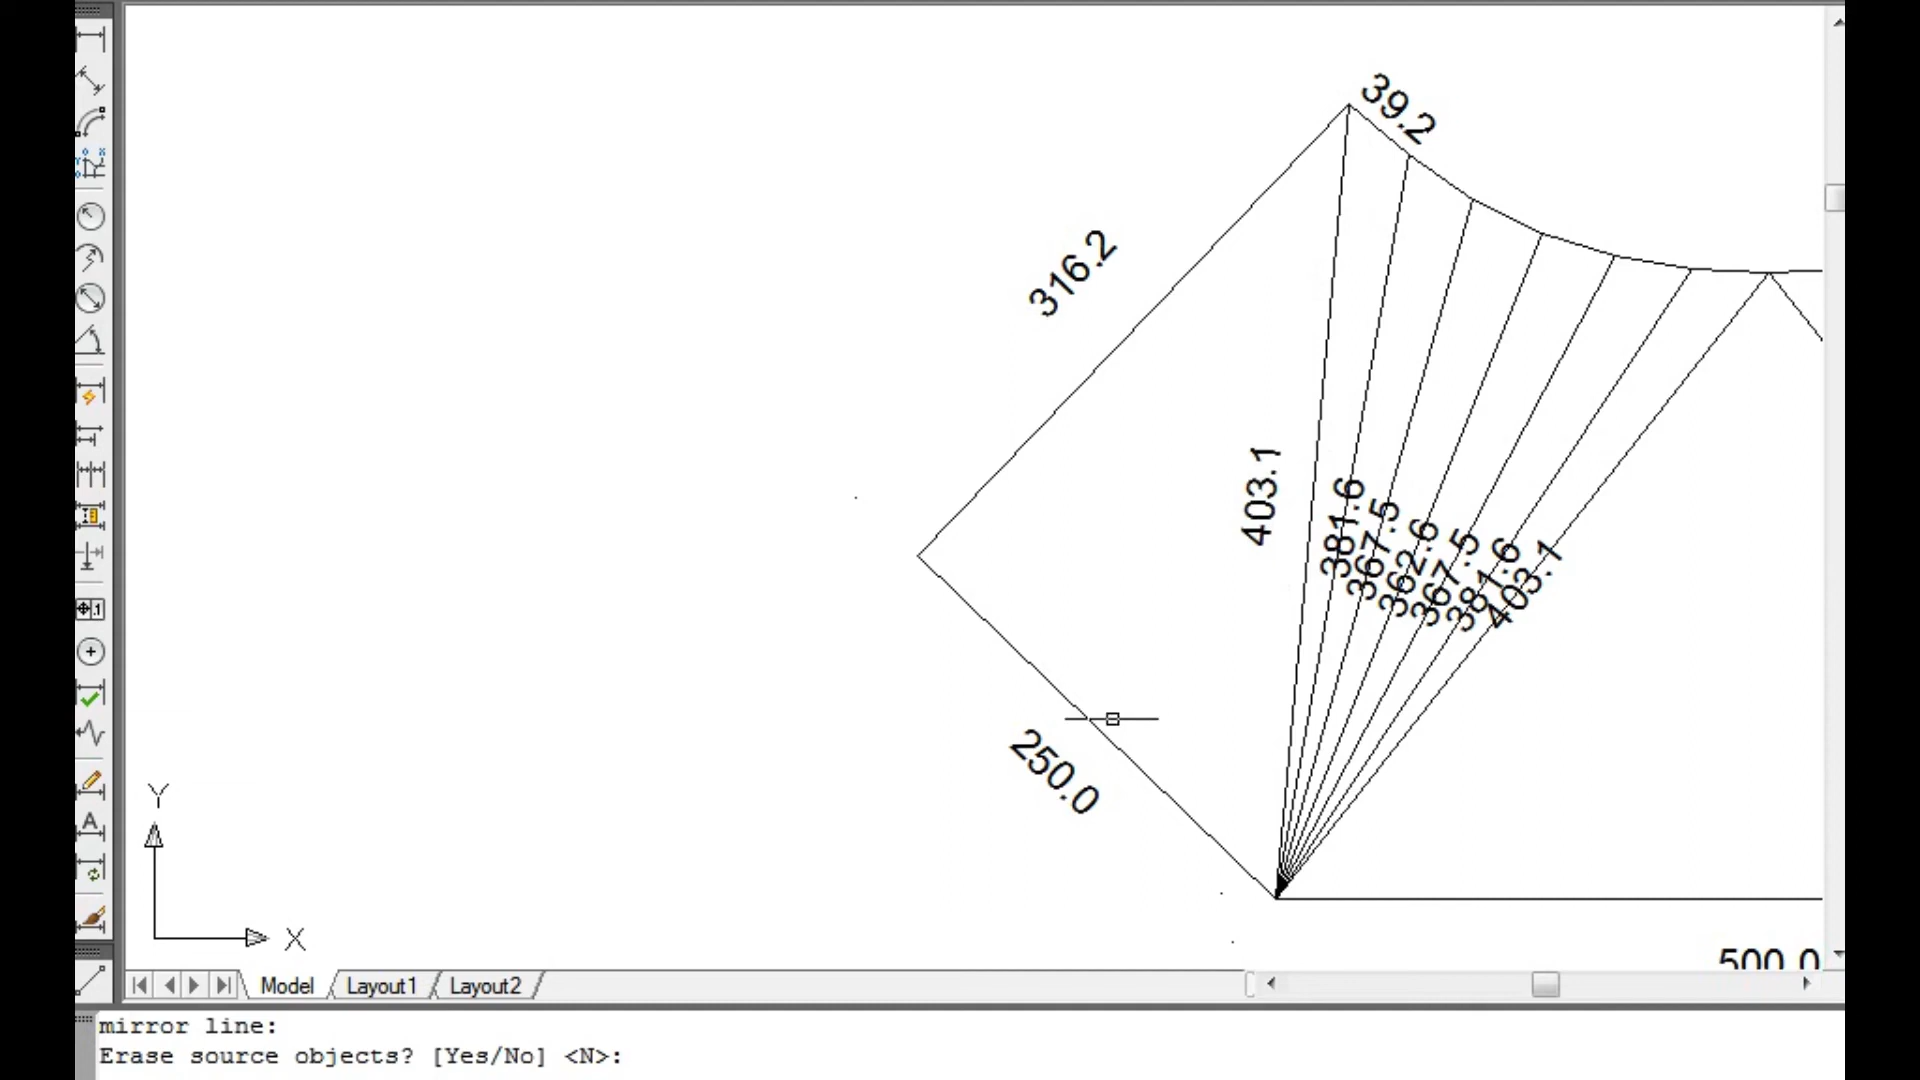 39.2
316.2
403.1
381.6
367.5
362.6
367.5
381.6
403.1
250.0
Y
X
500.0
Model
Layout1
Layout2
mirror line:
Erase source objects? [Yes/No] <N>: